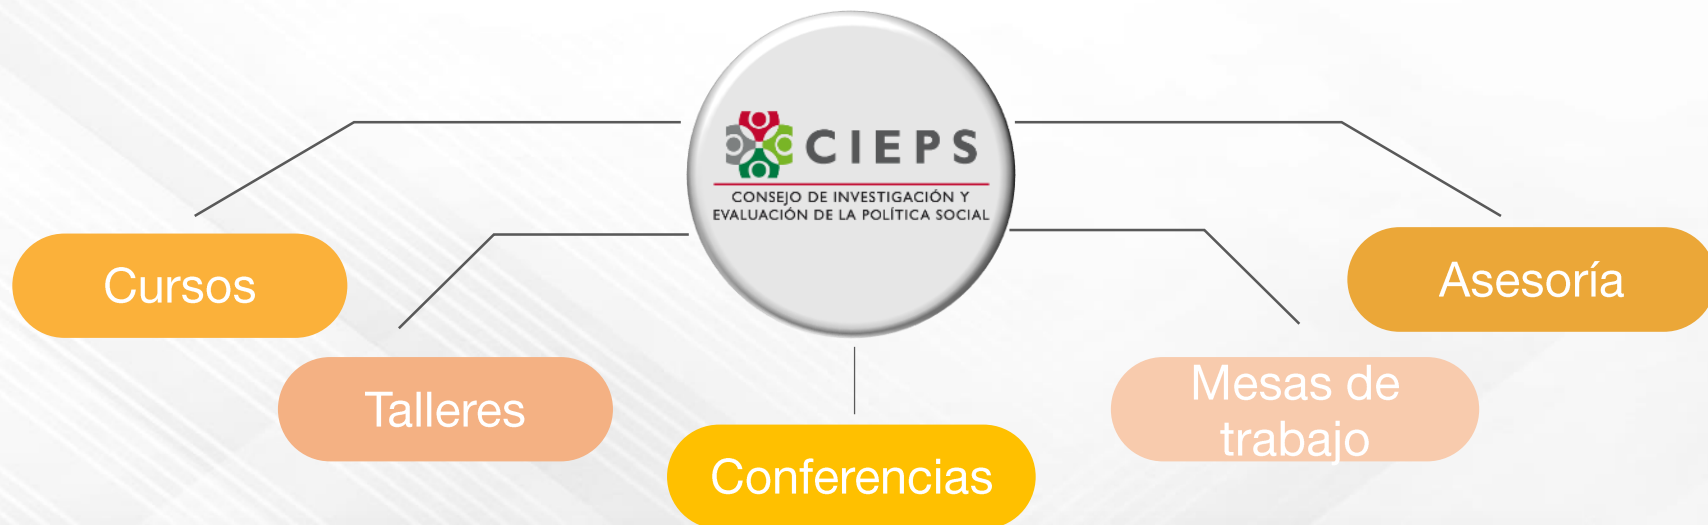 CIEPS
CONSEJO DE INVESTIGACIÓN Y
EVALUACIÓN DE LA POLÍTICA SOCIAL
Cursos
Talleres
Conferencias
Mesas de
trabajo
Asesoría